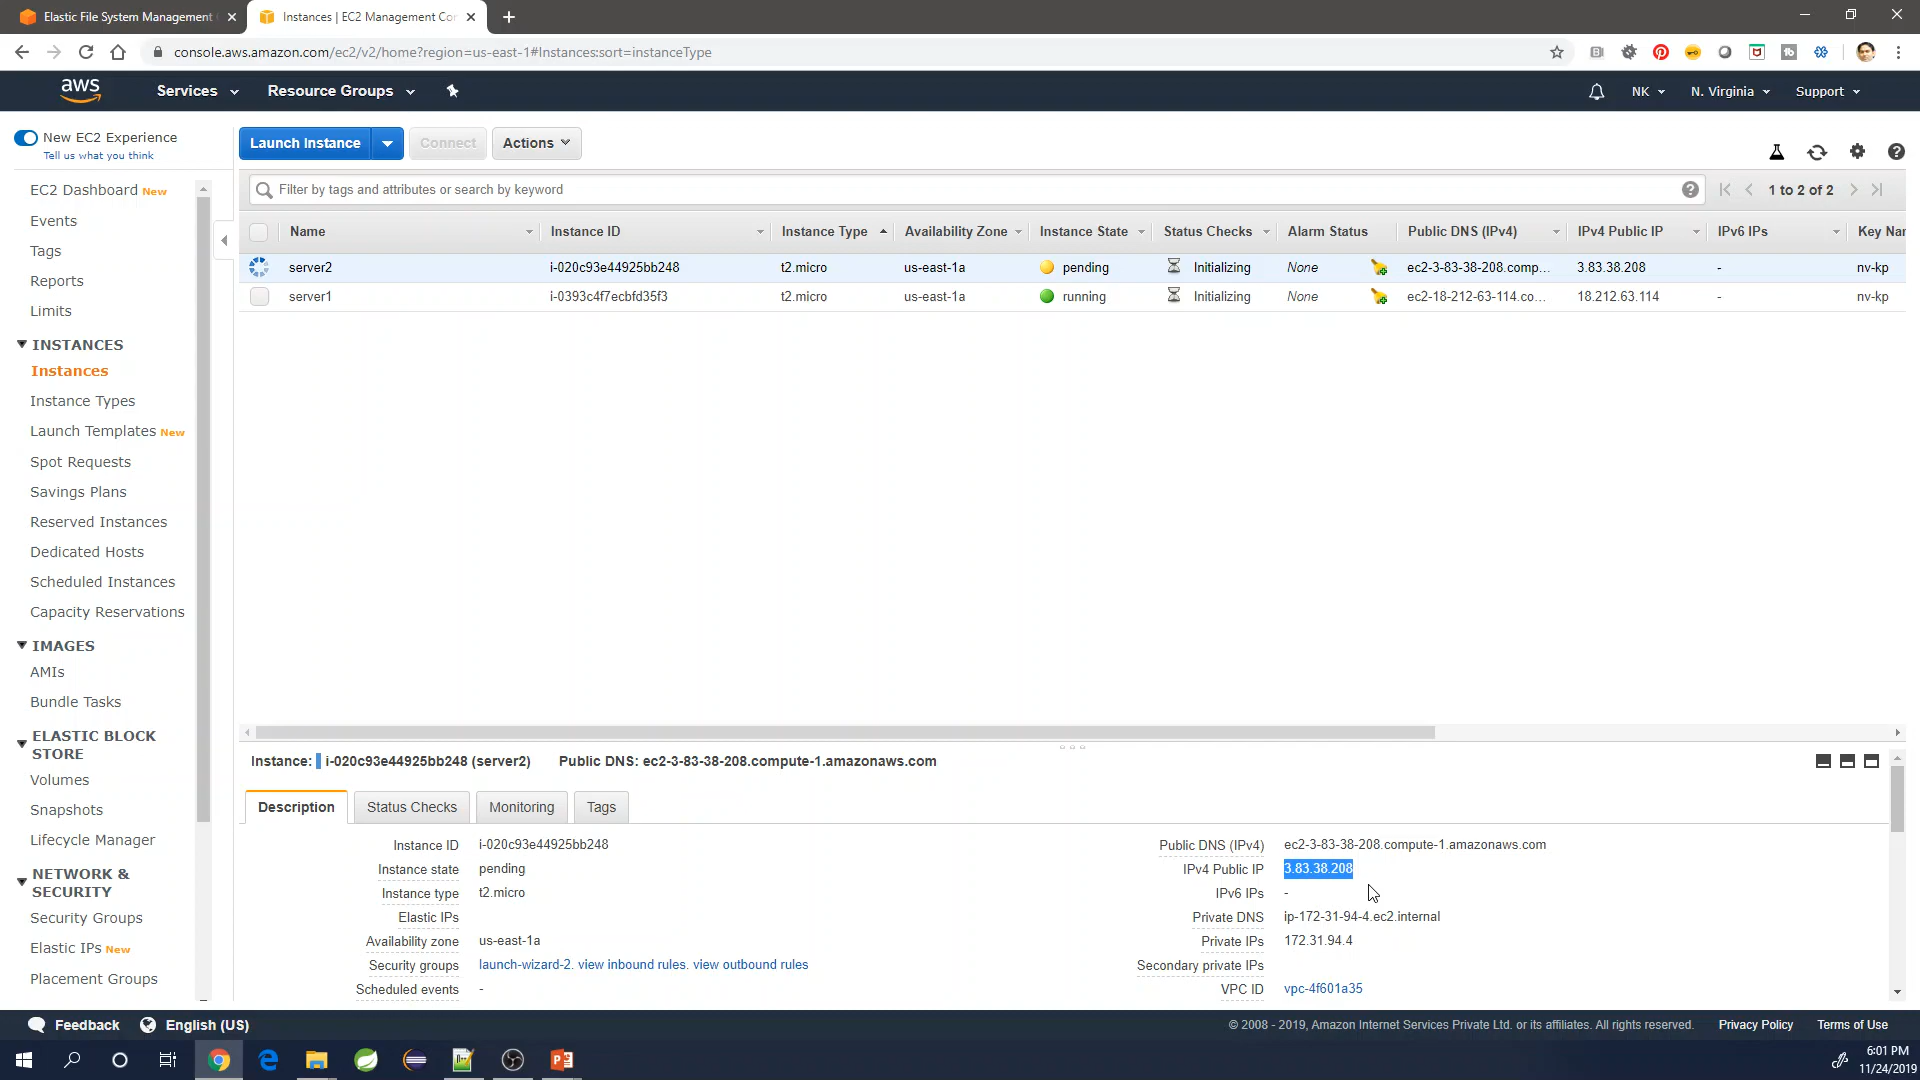 Elastic File System Management
Instances | EC2 Management Con
console.aws.amazon.com/ec2/v2/home?region=us-east-1#Instances:sort=instanceType
aws
Services
Resource Groups
NK
N. Virginia
Support
New EC2 Experience
Tell us what you think
Launch Instance
Connect
Actions
Filter by tags and attributes or search by keyword
1 to 2 of 2
Name
Instance ID
Instance Type
Availability Zone
Instance State
Status Checks
Alarm Status
Public DNS (IPv4)
IPv4 Public IP
IPv6 IPs
Key Nam
server2
i-020c93e44925bb248
t2.micro
us-east-1a
pending
Initializing
None
ec2-3-83-38-208.comp...
3.83.38.208
-
nv-kp
server1
i-0393c4f7ecbfd35f3
t2.micro
us-east-1a
running
Initializing
None
ec2-18-212-63-114.co...
18.212.63.114
-
nv-kp
EC2 Dashboard New
Events
Tags
Reports
Limits
INSTANCES
Instances
Instance Types
Launch Templates New
Spot Requests
Savings Plans
Reserved Instances
Dedicated Hosts
Scheduled Instances
Capacity Reservations
IMAGES
AMIs
Bundle Tasks
ELASTIC BLOCK
STORE
Volumes
Snapshots
Lifecycle Manager
NETWORK &
SECURITY
Security Groups
Elastic IPs New
Placement Groups
Instance: i-020c93e44925bb248 (server2) Public DNS: ec2-3-83-38-208.compute-1.amazonaws.com
Description
Status Checks
Monitoring
Tags
Instance ID i-020c93e44925bb248
Instance state pending
Instance type t2.micro
Elastic IPs
Availability zone us-east-1a
Security groups launch-wizard-2. view inbound rules. view outbound rules
Scheduled events -
Public DNS (IPv4) ec2-3-83-38-208.compute-1.amazonaws.com
IPv4 Public IP 3.83.38.208
IPv6 IPs -
Private DNS ip-172-31-94-4.ec2.internal
Private IPs 172.31.94.4
Secondary private IPs
VPC ID vpc-4f601a35
Feedback
English (US)
© 2008 - 2019, Amazon Internet Services Private Ltd. or its affiliates. All rights reserved.
Privacy Policy
Terms of Use
6:01 PM
11/24/2019